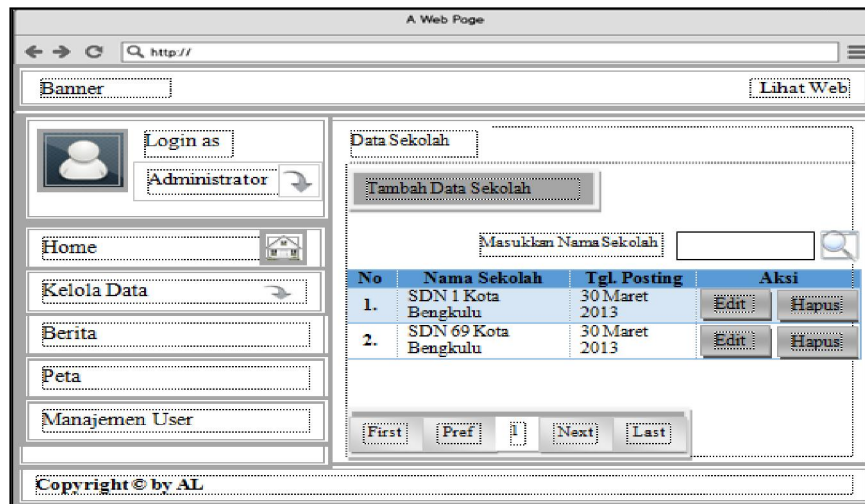 A Web Page
http://
Banner
Lihat Web
Login as
Administrator
Home
Kelola Data
Berita
Peta
Manajemen User
Data Sekolah
Tambah Data Sekolah
Masukkan Nama Sekolah
No Nama Sekolah Tgl. Posting Aksi
1. SDN 1 Kota Bengkulu 30 Maret 2013 Edit Hapus
2. SDN 69 Kota Bengkulu 30 Maret 2013 Edit Hapus
First Pref 1 Next Last
Copyright © by AL